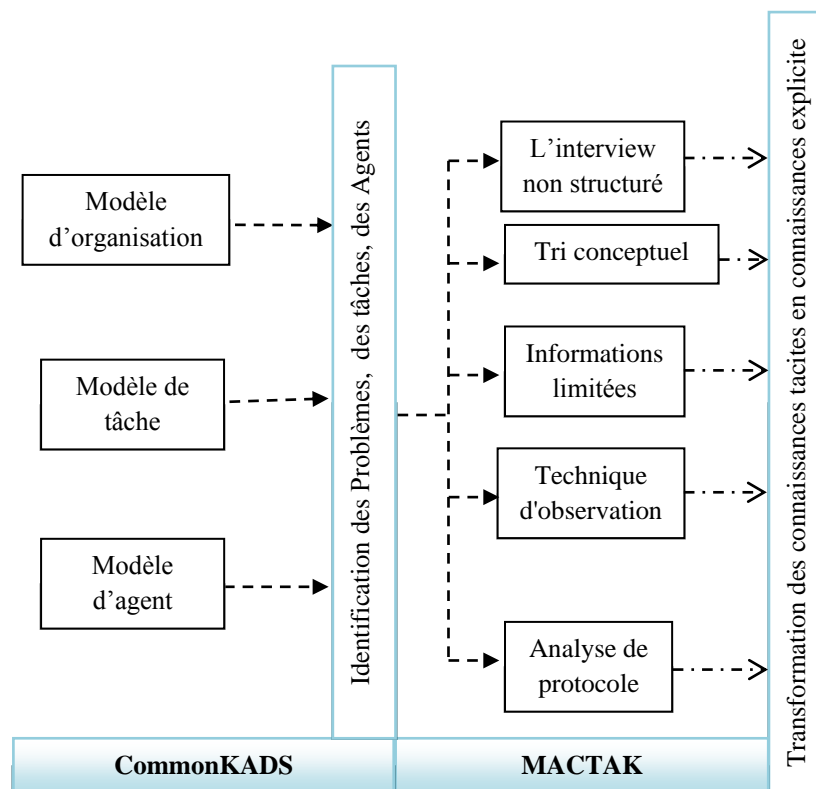 Modèle
d'organisation
Modèle de
tâche
Modèle
d'agent
Identification des Problèmes, des tâches, des Agents
L'interview
non structuré
Tri conceptuel
Informations
limitées
Technique
d'observation
Analyse de
protocole
Transformation des connaissances tacites en connaissances explicite
CommonKADS
MACTAK